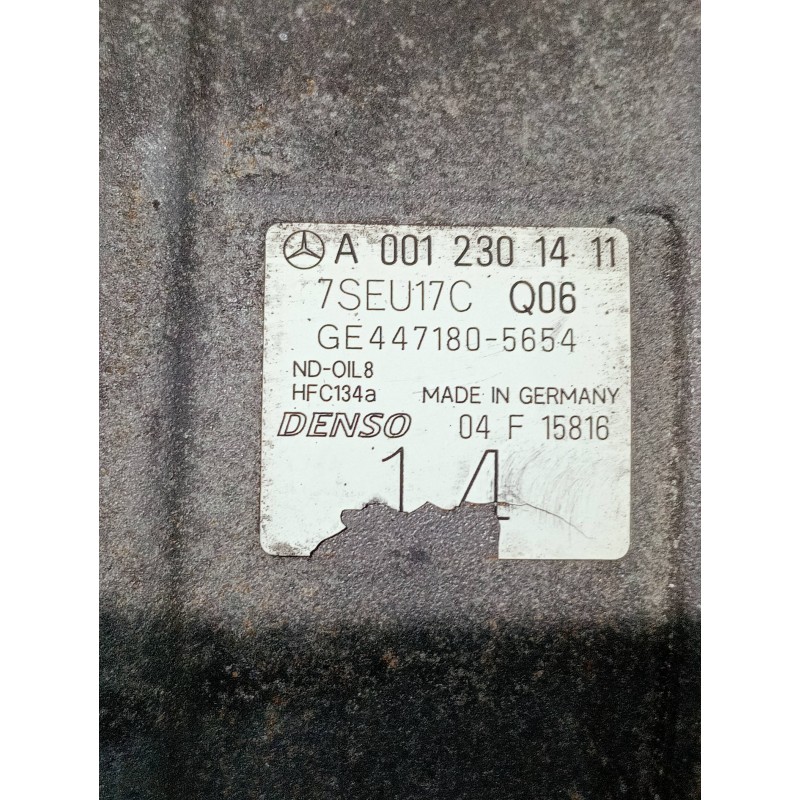 A 001 230 14 11
7SEU17C Q06
GE447180-5654
ND-OIL8
HFC134a MADE IN GERMANY
DENSO 04 F 15816
14